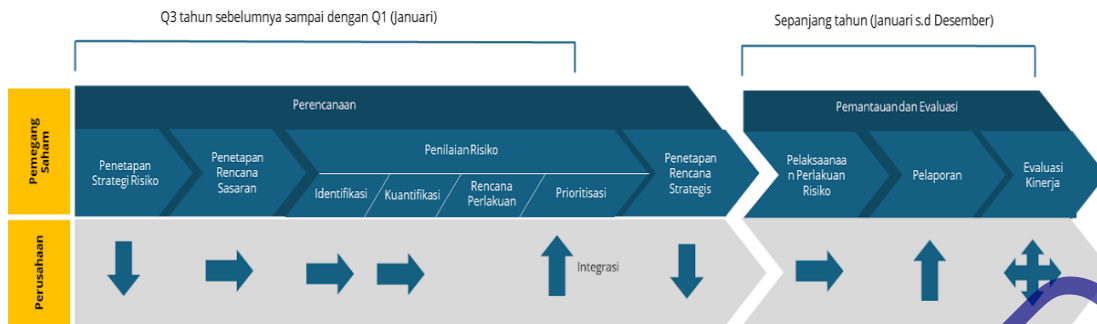 Q3 tahun sebelumnya sampai dengan Q1 (Januari)
Sepanjang tahun (Januari s.d Desember)
Pemegang
Saham
Perencanaan
Pemantauan dan Evaluasi
Penetapan
Strategi Risiko
Penetapan
Rencana
Sasaran
Penilaian Risiko
Identifikasi
Kuantifikasi
Rencana
Perlakuan
Prioritisasi
Penetapan
Rencana
Strategis
Pelaksanaa
n Perlakuan
Risiko
Pelaporan
Evaluasi
Kinerja
Perusahaan
Integrasi